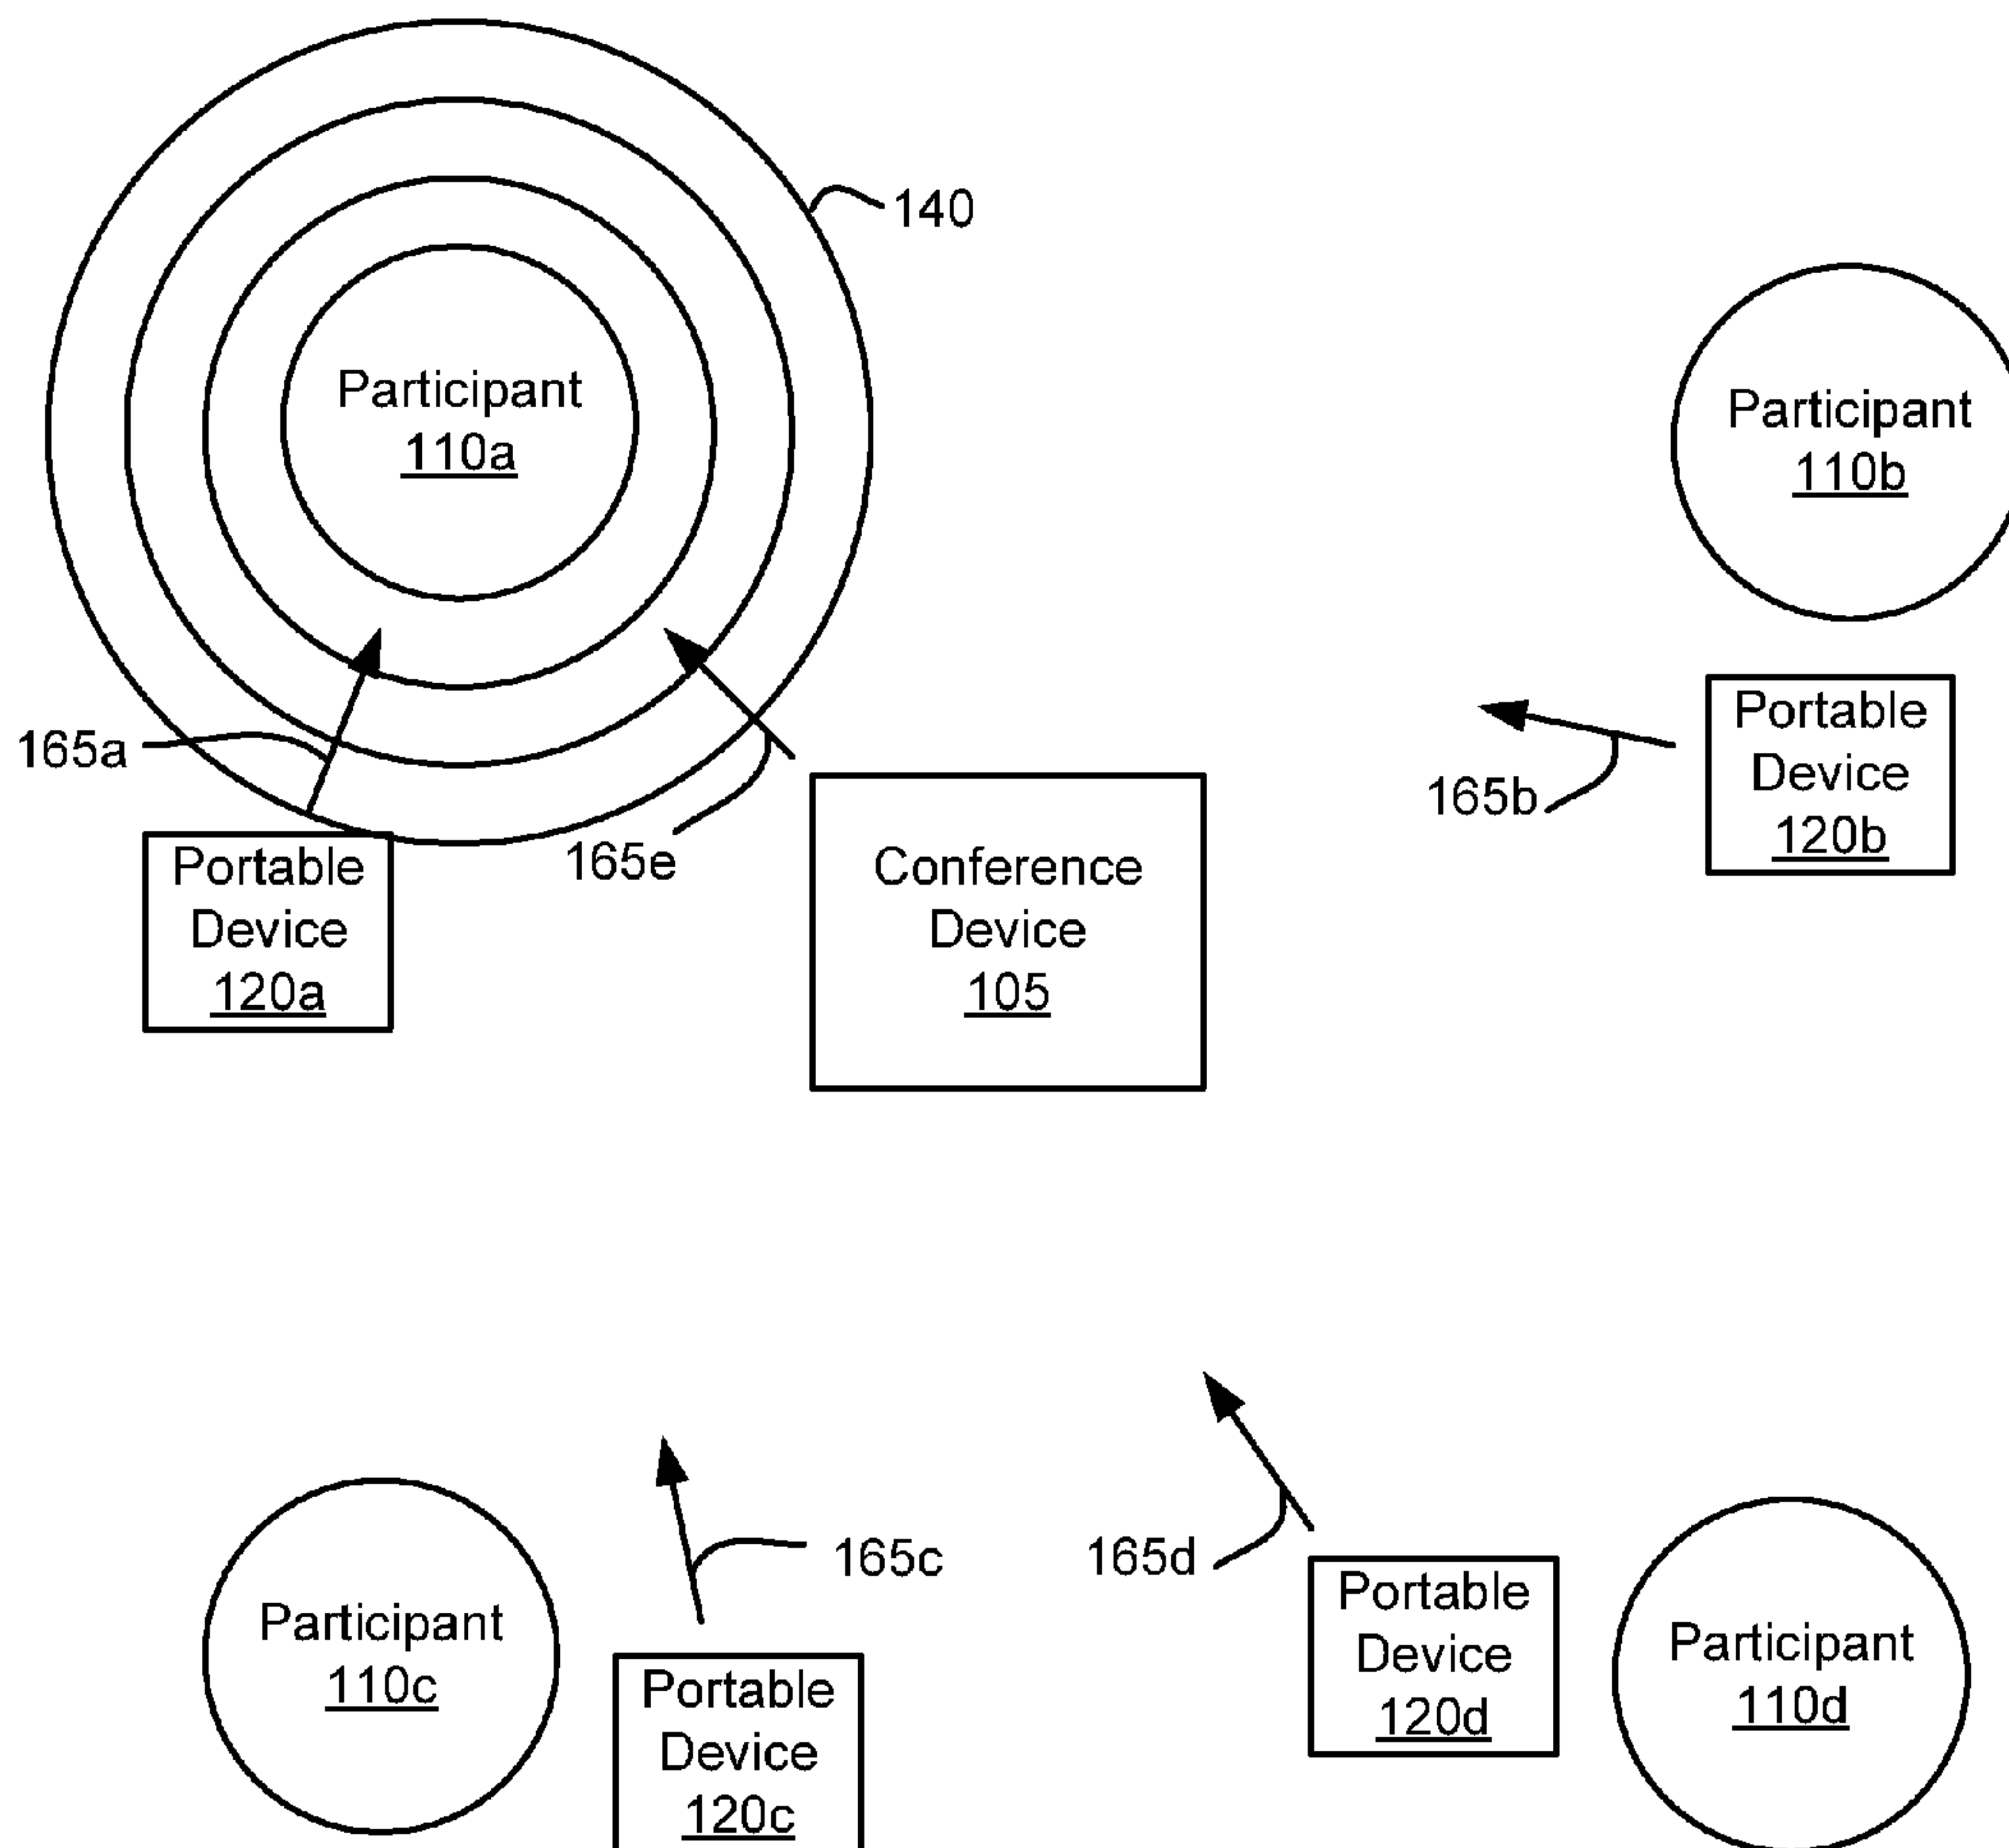 140
Participant
110a
Participant
110b
165a
165e
165b
Portable
Device
120b
Portable
Device
120a
Conference
Device
105
165c
165d
Participant
110c
Portable
Device
120c
Portable
Device
120d
Participant
110d